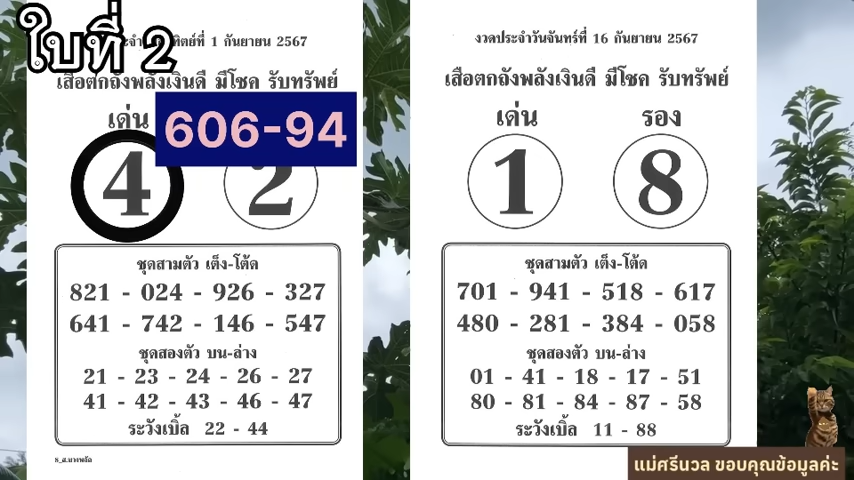 ใบที่ 2
ทิตย์ที่ 1 กันยายน 2567
เสือตกถังพลังเงินดี มีโชค รับทรัพย์
เด่น
606-94
4 2
ชุดสามตัว เต็ง-โต้ด
821 - 024 - 926 - 327
641 - 742 - 146 - 547
ชุดสองตัว บน-ล่าง
21 - 23 - 24 - 26 - 27
41 - 42 - 43 - 46 - 47
ระวังเบิ้ล 22 - 44
งวดประจำวันจันทร์ที่ 16 กันยายน 2567
เสือตกถังพลังเงินดี มีโชค รับทรัพย์
เด่น รอง
1 8
ชุดสามตัว เต็ง-โต้ด
701 - 941 - 518 - 617
480 - 281 - 384 - 058
ชุดสองตัว บน-ล่าง
01 - 41 - 18 - 17 - 51
80 - 81 - 84 - 87 - 58
ระวังเบิ้ล 11 - 88
แม่ศรีนวล ขอบคุณข้อมูลค่ะ